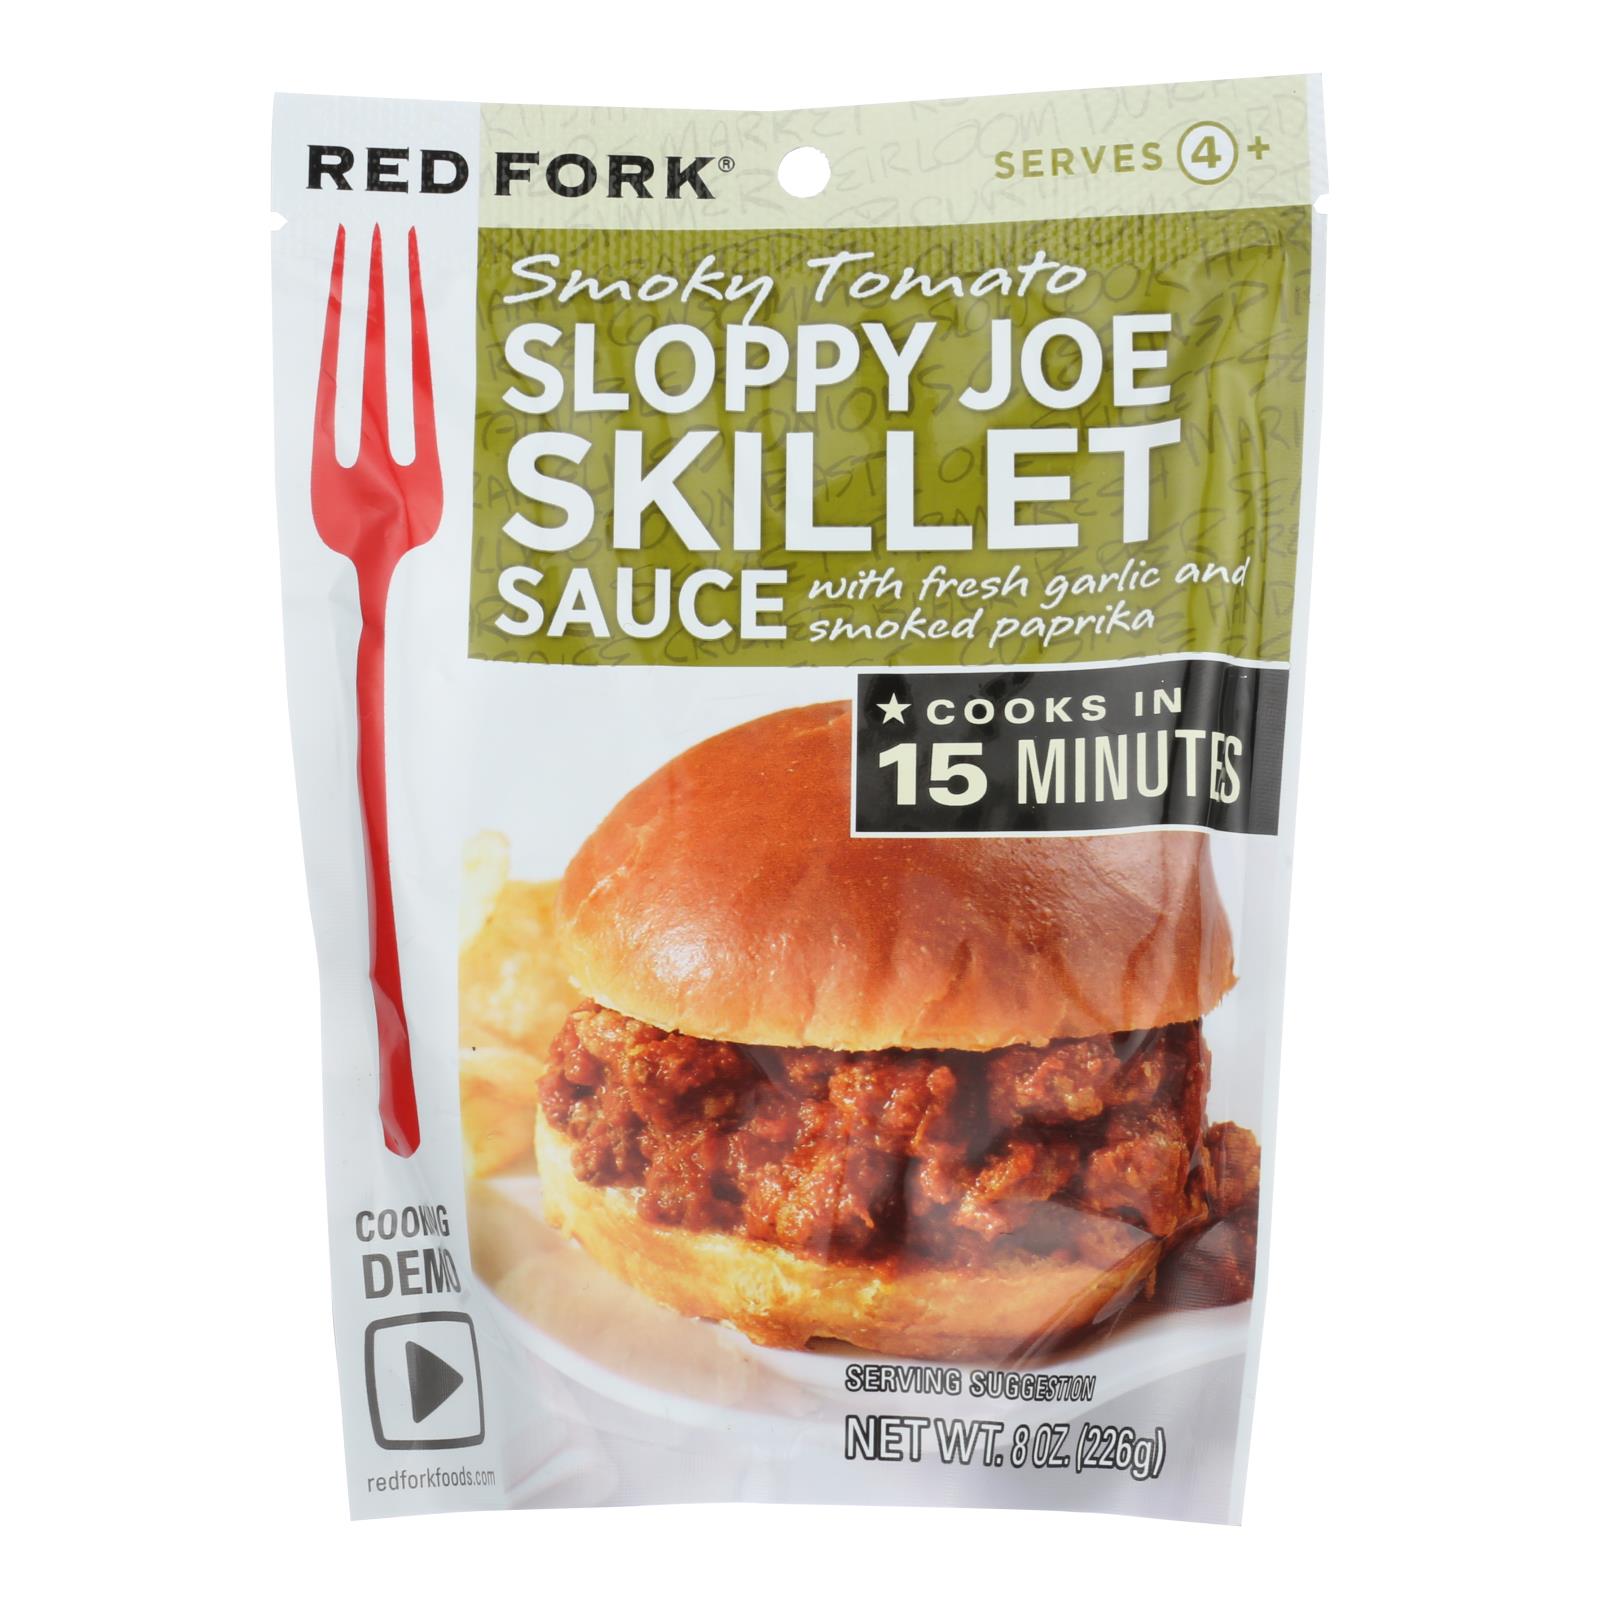 RED FORK®
SERVES 4+
Smoky Tomato
SLOPPY JOE
SKILLET
SAUCE with fresh garlic and
smoked paprika
★COOKS IN
15 MINUTES
COOKING
DEMO
redforkfoods.com
SERVING SUGGESTION
NET WT. 8 OZ. (226g)